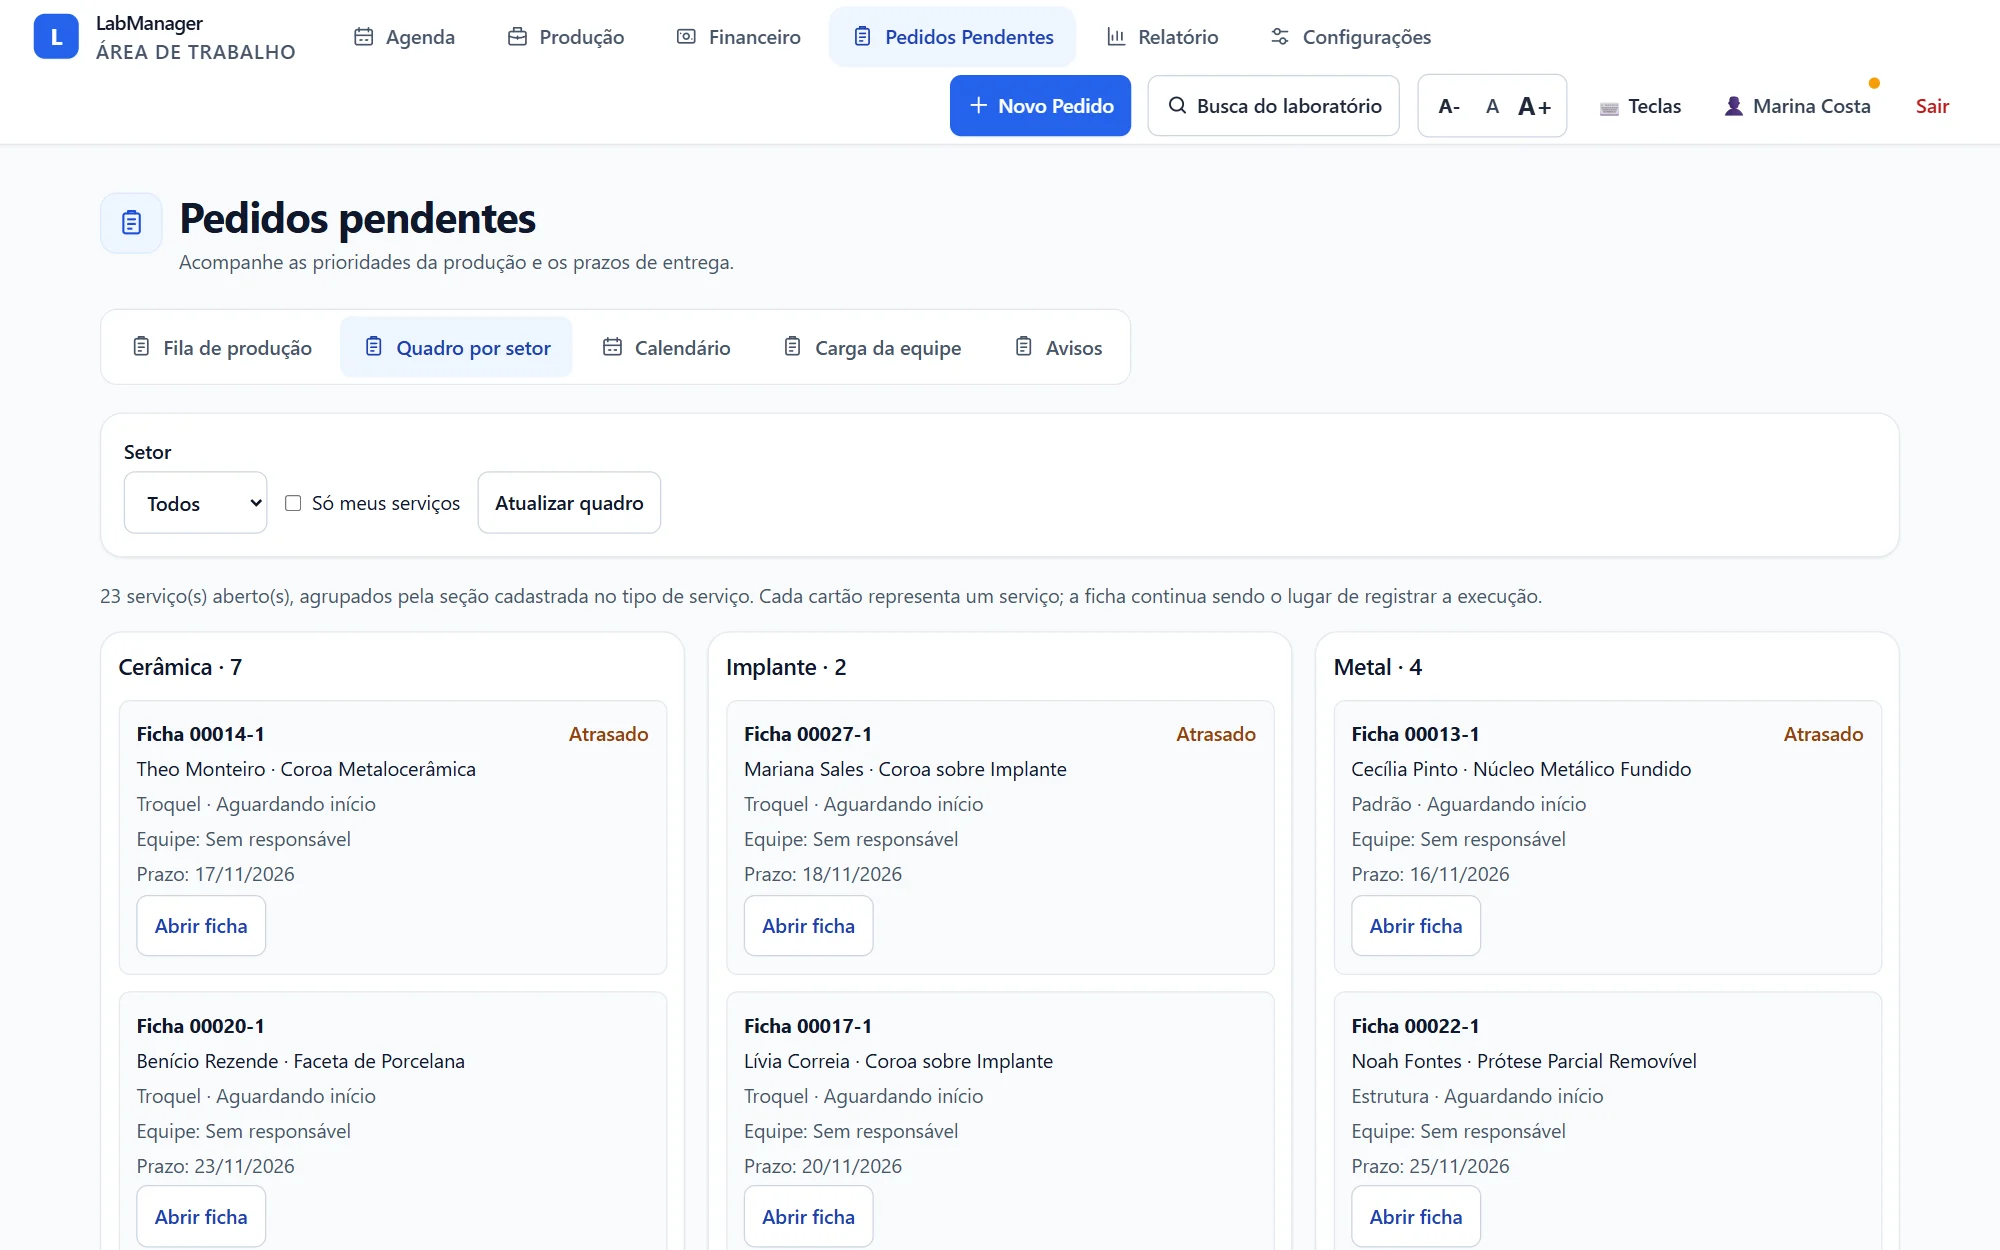 L
LabManager
ÁREA DE TRABALHO
Agenda
Produção
Financeiro
Pedidos Pendentes
Relatório
Configurações
+ Novo Pedido
Busca do laboratório
A-
A
A+
Teclas
Marina Costa
Sair
Pedidos pendentes
Acompanhe as prioridades da produção e os prazos de entrega.
Fila de produção
Quadro por setor
Calendário
Carga da equipe
Avisos
Setor
Todos
Só meus serviços
Atualizar quadro
23 serviço(s) aberto(s), agrupados pela seção cadastrada no tipo de serviço. Cada cartão representa um serviço; a ficha continua sendo o lugar de registrar a execução.
Cerâmica · 7
Ficha 00014-1
Atrasado
Theo Monteiro · Coroa Metalocerâmica
Troquel · Aguardando início
Equipe: Sem responsável
Prazo: 17/11/2026
Abrir ficha
Ficha 00020-1
Benício Rezende · Faceta de Porcelana
Troquel · Aguardando início
Equipe: Sem responsável
Prazo: 23/11/2026
Abrir ficha
Implante · 2
Ficha 00027-1
Atrasado
Mariana Sales · Coroa sobre Implante
Troquel · Aguardando início
Equipe: Sem responsável
Prazo: 18/11/2026
Abrir ficha
Ficha 00017-1
Lívia Correia · Coroa sobre Implante
Troquel · Aguardando início
Equipe: Sem responsável
Prazo: 20/11/2026
Abrir ficha
Metal · 4
Ficha 00013-1
Atrasado
Cecília Pinto · Núcleo Metálico Fundido
Padrão · Aguardando início
Equipe: Sem responsável
Prazo: 16/11/2026
Abrir ficha
Ficha 00022-1
Noah Fontes · Prótese Parcial Removível
Estrutura · Aguardando início
Equipe: Sem responsável
Prazo: 25/11/2026
Abrir ficha